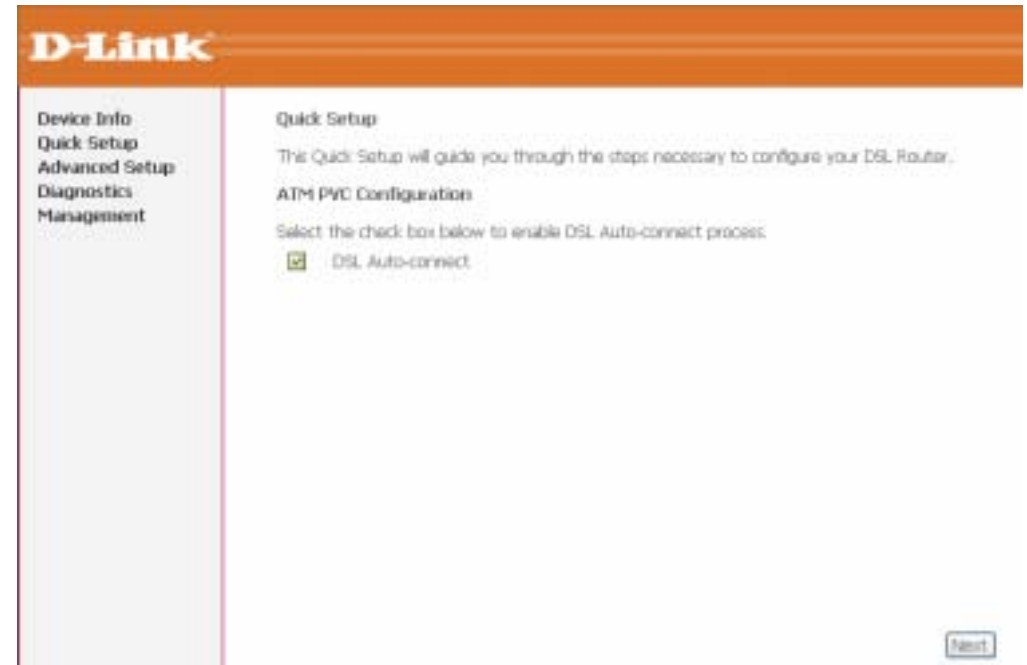 D-Link
Device Info
Quick Setup
Advanced Setup
Diagnostics
Management
Quick Setup
This Quick Setup will guide you through the steps necessary to configure your DSL Router.
ATM PVC Configuration
Select the check box below to enable DSL Auto-connect process.
DSL Auto-connect
Next